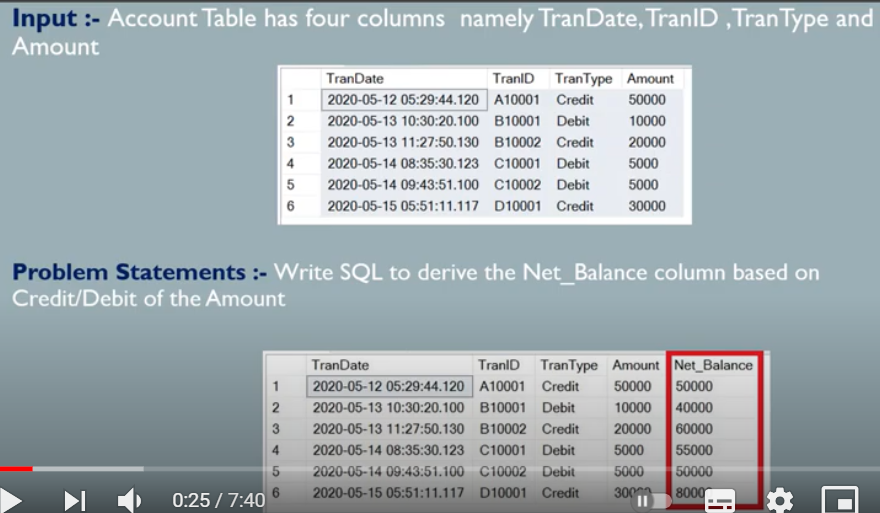 Input :- Account Table has four columns namely TranDate,TranID ,TranType and
Amount
TranDate TranID TranType Amount
1 2020-05-12 05:29:44.120 A10001 Credit 50000
2 2020-05-13 10:30:20.100 B10001 Debit 10000
3 2020-05-13 11:27:50.130 B10002 Credit 20000
4 2020-05-14 08:35:30.123 C10001 Debit 5000
5 2020-05-14 09:43:51.100 C10002 Debit 5000
6 2020-05-15 05:51:11.117 D10001 Credit 30000
Problem Statements :- Write SQL to derive the Net_Balance column based on
Credit/Debit of the Amount
TranDate TranID TranType Amount Net_Balance
1 2020-05-12 05:29:44.120 A10001 Credit 50000 50000
2 2020-05-13 10:30:20.100 B10001 Debit 10000 40000
3 2020-05-13 11:27:50.130 B10002 Credit 20000 60000
4 2020-05-14 08:35:30.123 C10001 Debit 5000 55000
5 2020-05-14 09:43:51.100 C10002 Debit 5000 50000
6 2020-05-15 05:51:11.117 D10001 Credit 30000 80000
0:25 / 7:40